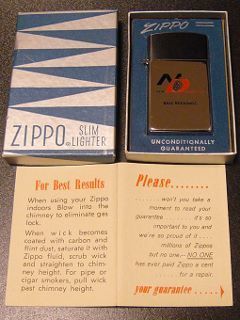 ZIPPO
ZIPPO SLIM
LIGHTER
UNCONDITIONALLY
GUARANTEED
For Best Results
When using your Zippo
indoors Blow into the
chimney to eliminate gas
lock.
When wick becomes
coated with carbon and
flint dust, saturate it with
Zippo fluid, scrub wick
and straighten to chim-
ney height. For pipe or
cigar smokers, pull wick
past chimney height.
Please........
........ won't you take a
moment to read your
guarantee ........ it's so
important to you and
we're so proud of it . . . .
. . . . . . millions of Zippos
but no one—NO ONE
has ever paid Zippo a cent
. . . . . . . . . for a repair.
your guarantee